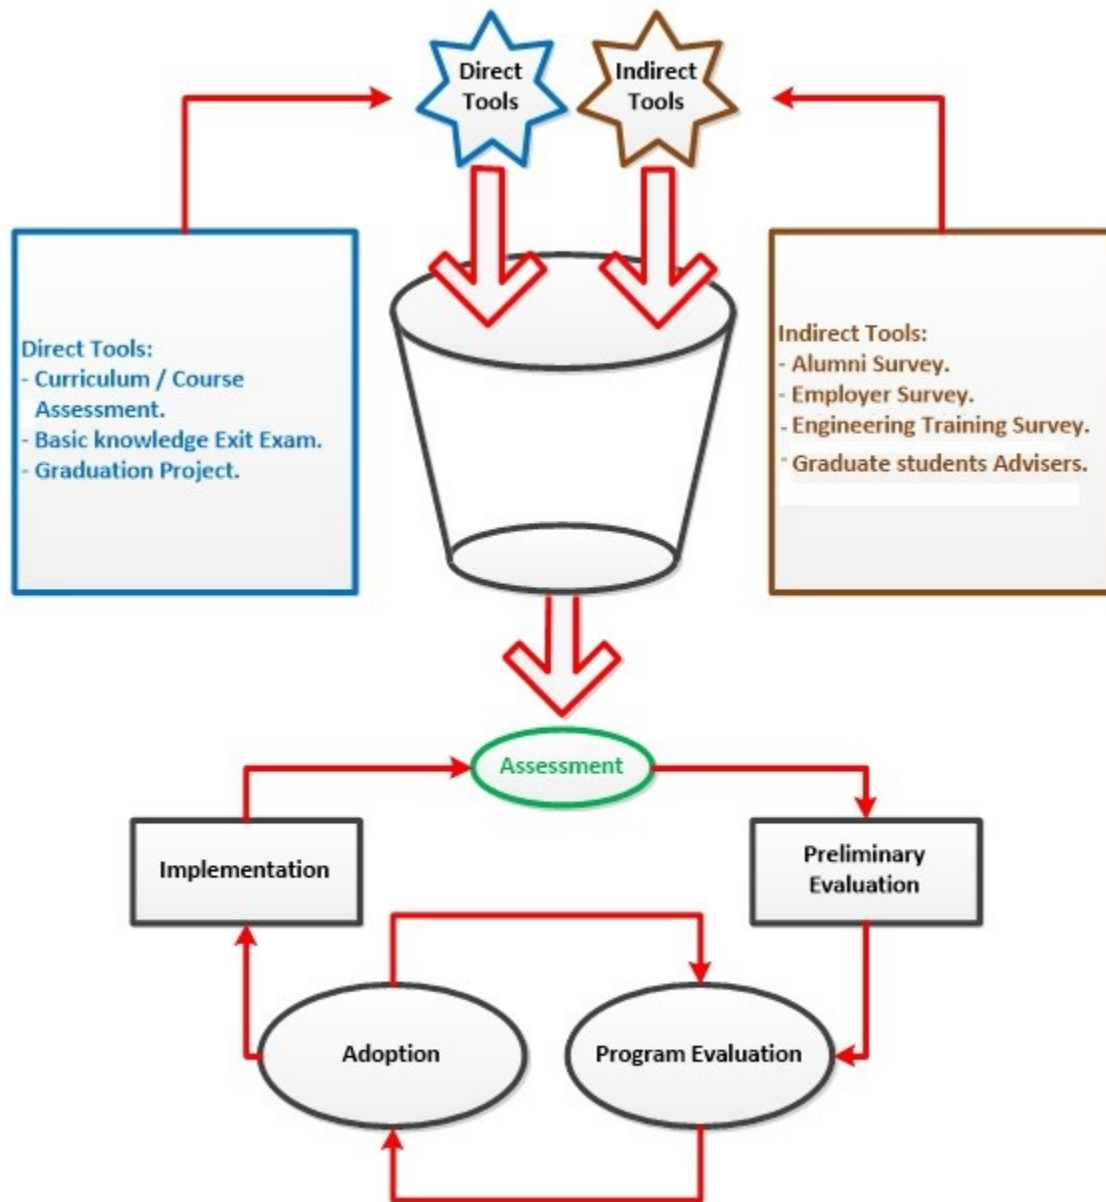 Direct
Tools
Indirect
Tools
Direct Tools:
- Curriculum / Course
Assessment.
- Basic knowledge Exit Exam.
- Graduation Project.
Indirect Tools:
- Alumni Survey.
- Employer Survey.
- Engineering Training Survey.
- Graduate students Advisers.
Assessment
Implementation
Preliminary
Evaluation
Adoption
Program Evaluation